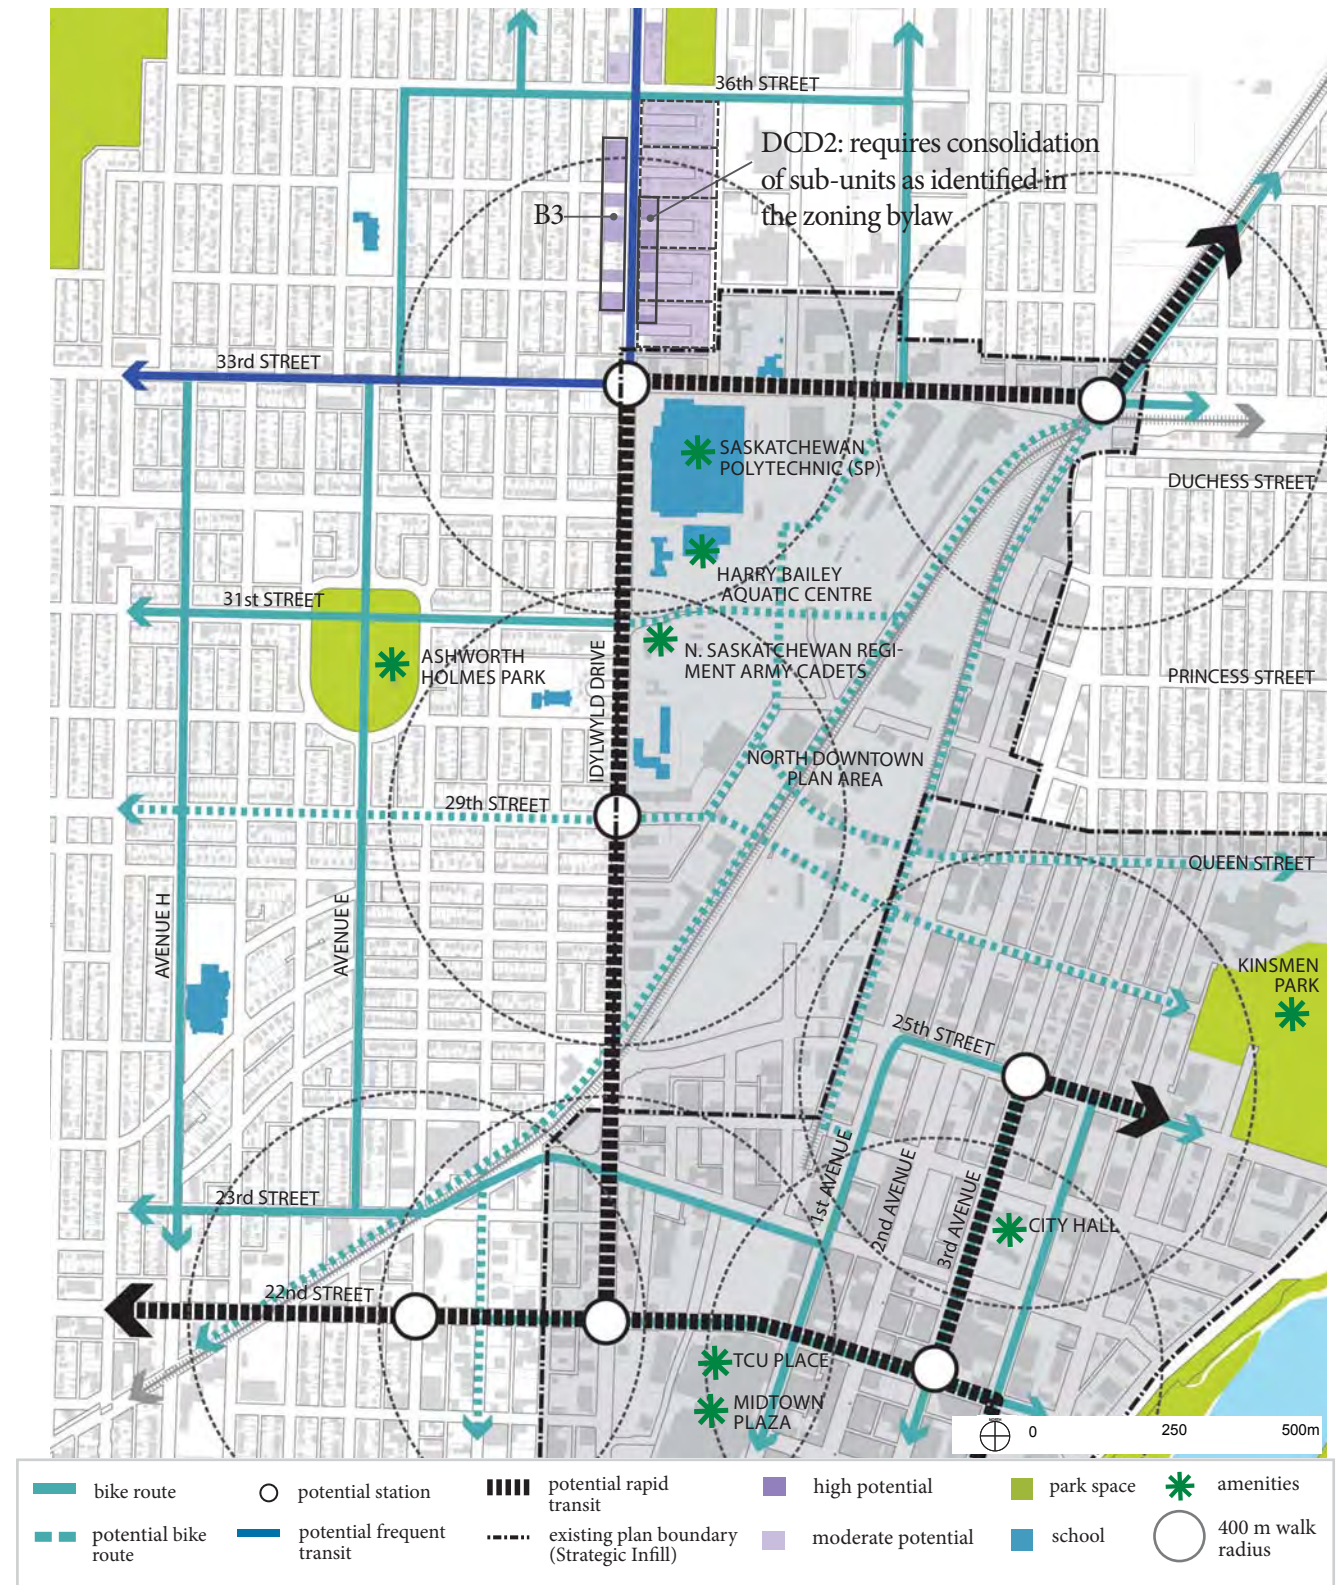 36th STREET
DCD2: requires consolidation
of sub-units as identified in
the zoning bylaw
B3
33rd STREET
SASKATCHEWAN
POLYTECHNIC (SP)
DUCHESS STREET
HARRY BAILEY
AQUATIC CENTRE
31st STREET
N. SASKATCHEWAN REGI-
MENT ARMY CADETS
ASHWORTH
HOLMES PARK
IDYLWYLD DRIVE
PRINCESS STREET
NORTH DOWNTOWN
PLAN AREA
29th STREET
QUEEN STREET
AVENUE H
AVENUE E
KINSMEN
PARK
25th STREET
1st AVENUE
2nd AVENUE
3rd AVENUE
CITY HALL
23rd STREET
22nd STREET
TCU PLACE
MIDTOWN
PLAZA
0 250 500m
bike route
potential station
potential rapid
transit
high potential
park space
amenities
potential bike
route
potential frequent
transit
existing plan boundary
(Strategic Infill)
moderate potential
school
400 m walk
radius